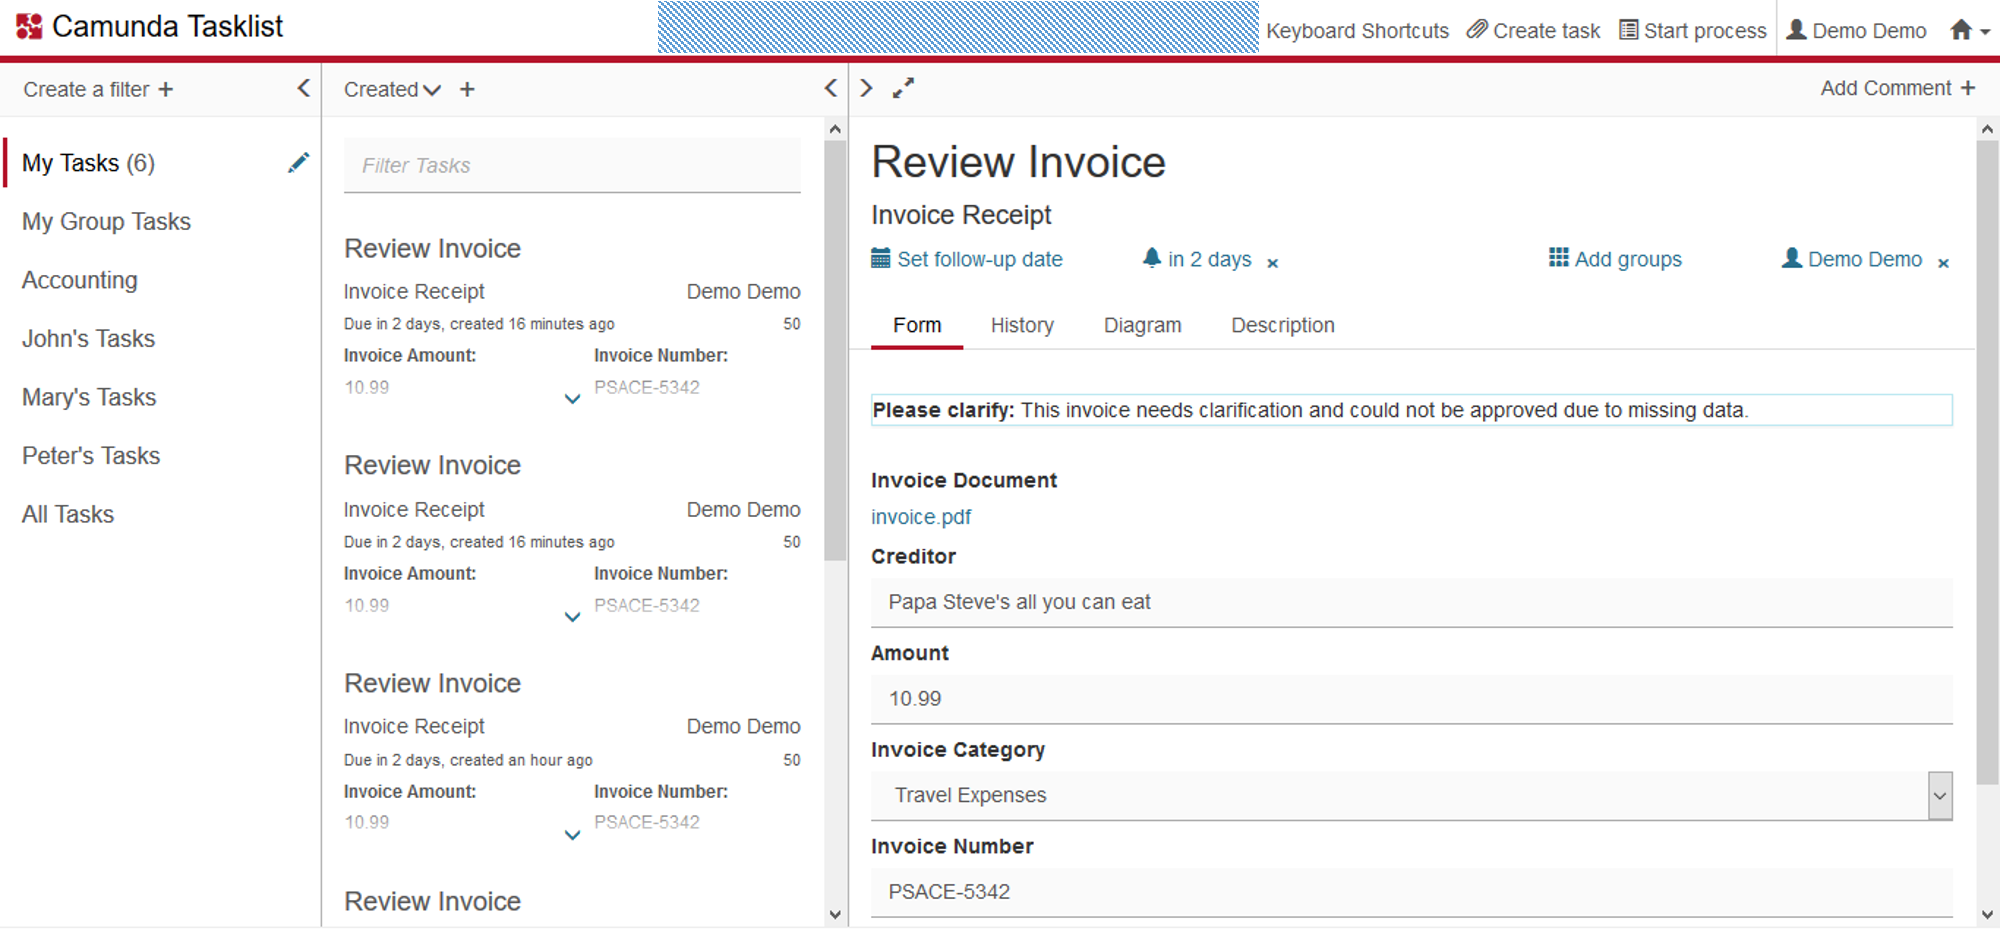 Camunda Tasklist
Keyboard Shortcuts Create task Start process Demo Demo
Create a filter +
Created +
Add Comment +
My Tasks (6)
My Group Tasks
Accounting
John's Tasks
Mary's Tasks
Peter's Tasks
All Tasks
Filter Tasks
Review Invoice
Invoice Receipt Demo Demo
Due in 2 days, created 16 minutes ago 50
Invoice Amount: Invoice Number:
10.99 PSACE-5342
Review Invoice
Invoice Receipt Demo Demo
Due in 2 days, created 16 minutes ago 50
Invoice Amount: Invoice Number:
10.99 PSACE-5342
Review Invoice
Invoice Receipt Demo Demo
Due in 2 days, created an hour ago 50
Invoice Amount: Invoice Number:
10.99 PSACE-5342
Review Invoice
Review Invoice
Invoice Receipt
Set follow-up date in 2 days × Add groups Demo Demo ×
Form History Diagram Description
Please clarify: This invoice needs clarification and could not be approved due to missing data.
Invoice Document
invoice.pdf
Creditor
Papa Steve's all you can eat
Amount
10.99
Invoice Category
Travel Expenses
Invoice Number
PSACE-5342